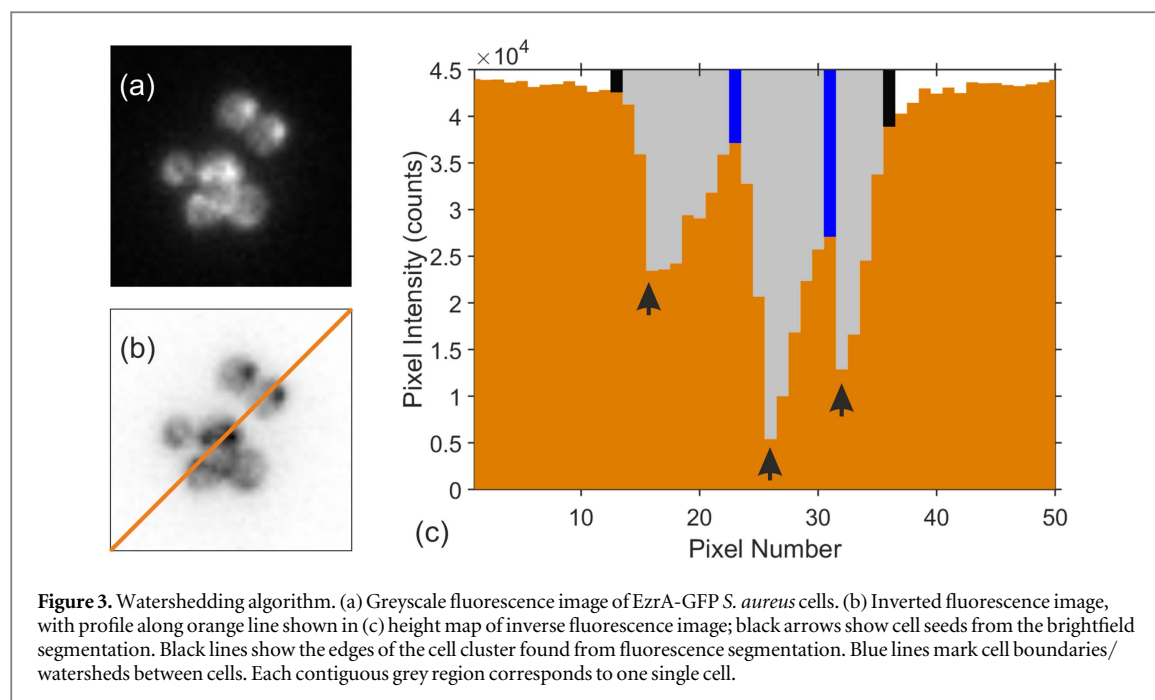 (a)
(b)
×10⁴
4.5
4
3.5
3
2.5
2
1.5
1
0.5
0
Pixel Intensity (counts)
10 20 30 40 50
Pixel Number
(c)
Figure 3. Watershedding algorithm. (a) Greyscale fluorescence image of EzrA-GFP S. aureus cells. (b) Inverted fluorescence image,
with profile along orange line shown in (c) height map of inverse fluorescence image; black arrows show cell seeds from the brightfield
segmentation. Black lines show the edges of the cell cluster found from fluorescence segmentation. Blue lines mark cell boundaries/
watersheds between cells. Each contiguous grey region corresponds to one single cell.